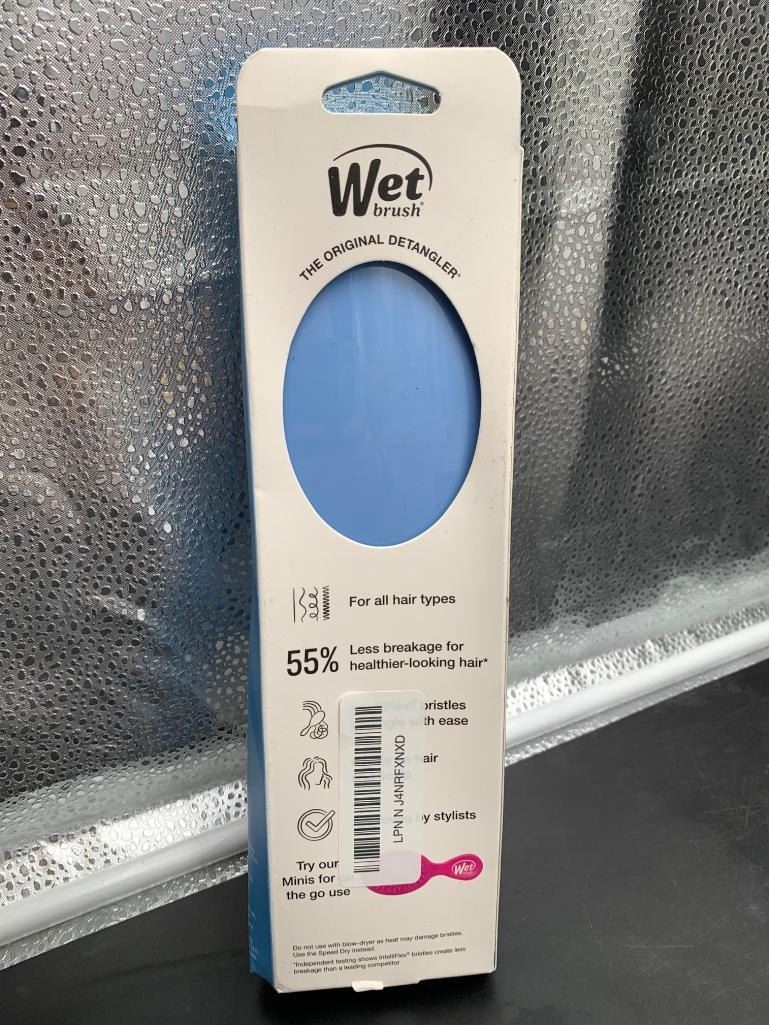 Wet
brush®
THE ORIGINAL DETANGLER®
For all hair types
55%
Less breakage for
healthier-looking hair*
bristles
with ease
hair
by stylists
LPNN J4NRFXNXD
Try our
Minis for on
the go use
Wet
Do not use with blow-dryer as heat may damage bristles.
Use the Speed Dry instead.
*Independent testing shows IntelliFlex® bristles create less
breakage than a leading competitor